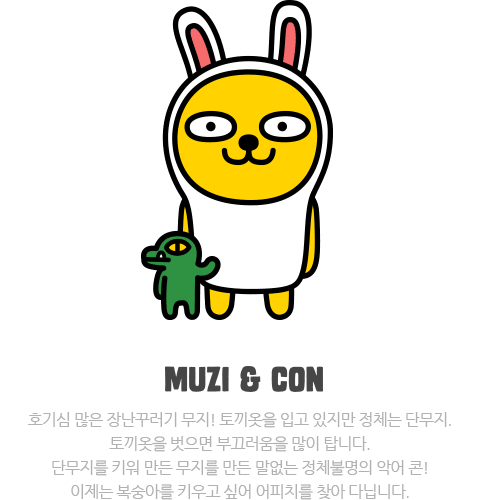 MUZI & CON
호기심 많은 장난꾸러기 무지! 토끼옷을 입고 있지만 정체는 단무지.
토끼옷을 벗으면 부끄러움을 많이 탑니다.
단무지를 키워 만든 무지를 만든 말없는 정체불명의 악어 콘!
이제는 복숭아를 키우고 싶어 어피치를 찾아 다닙니다.